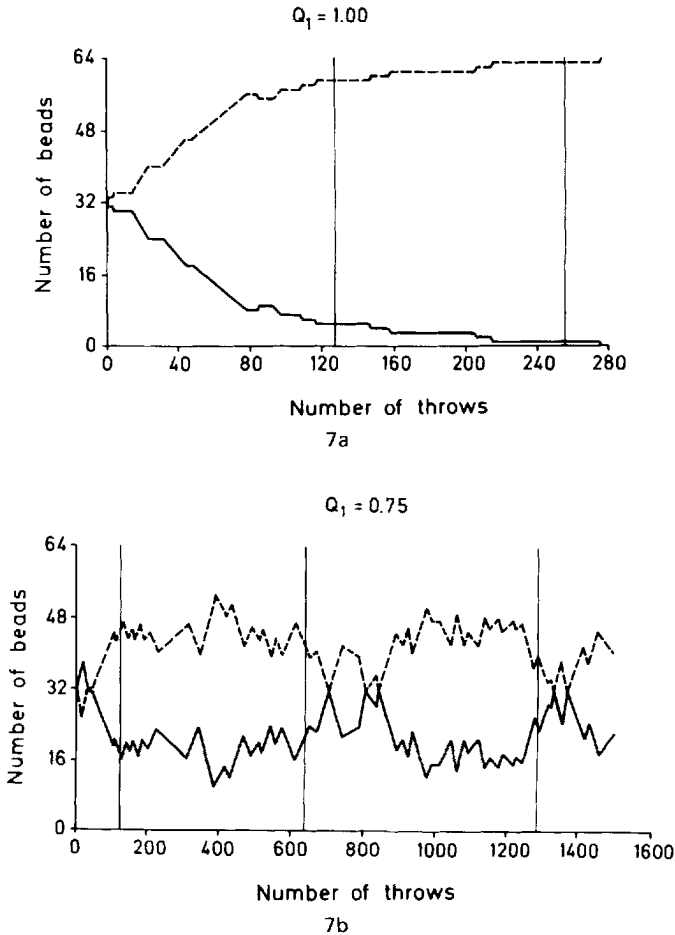 Q₁ = 1.00
64
48
32
16
0
Number of beads
0 40 80 120 160 200 240 280
Number of throws
7a
Q₁ = 0.75
64
48
32
16
0
Number of beads
0 200 400 600 800 1000 1200 1400 1600
Number of throws
7b